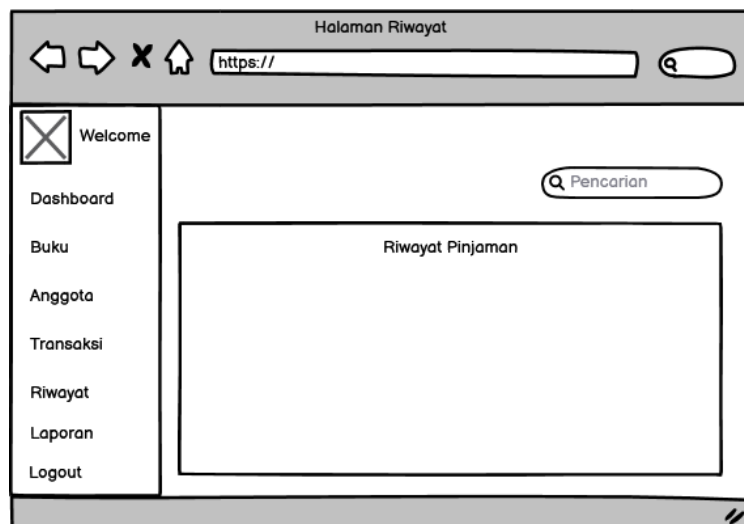 Halaman Riwayat
https://
Welcome
Pencarian
Dashboard
Buku
Anggota
Transaksi
Riwayat
Laporan
Logout
Riwayat Pinjaman